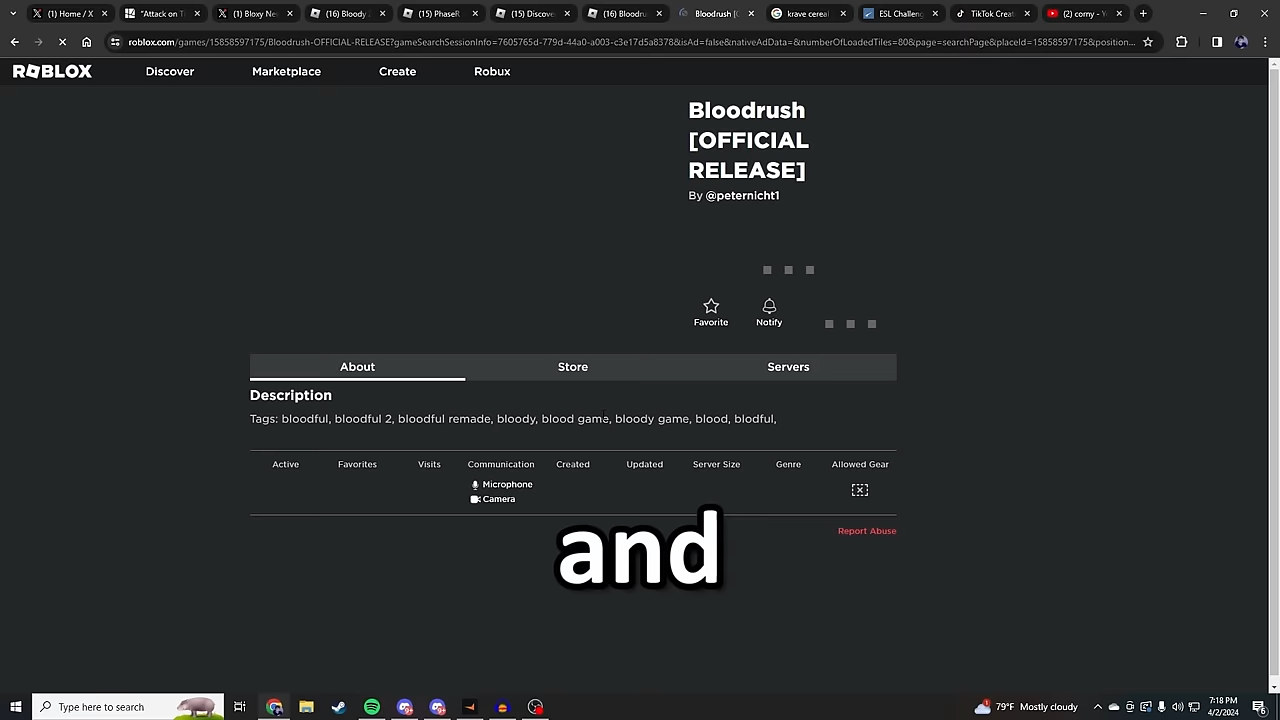 (1) Home / X
"Attack on T
(1) Bloxy Ne
(16) Bloody
(15) PhaseR
(15) Discove
(16) Bloodru
Bloodrush [O
krave cereal
ESL Challeng
TikTok Creat
(2) corny - Y
roblox.com/games/15858597175/Bloodrush-OFFICIAL-RELEASE?gameSearchSessionInfo=7605765d-779d-44a0-a003-c3e17d5a8378&isAd=false&nativeAdData=&numberOfLoadedTiles=80&page=searchPage&placeId=15858597175&position...
ROBLOX Discover Marketplace Create Robux
Bloodrush
[OFFICIAL
RELEASE]
By @peternicht1
Favorite Notify
About Store Servers
Description
Tags: bloodful, bloodful 2, bloodful remade, bloody, blood game, bloody game, blood, blodful,
Active Favorites Visits Communication Created Updated Server Size Genre Allowed Gear
Microphone
Camera
Report Abuse
and
Type here to search
79°F Mostly cloudy
7:18 PM
4/2/2024